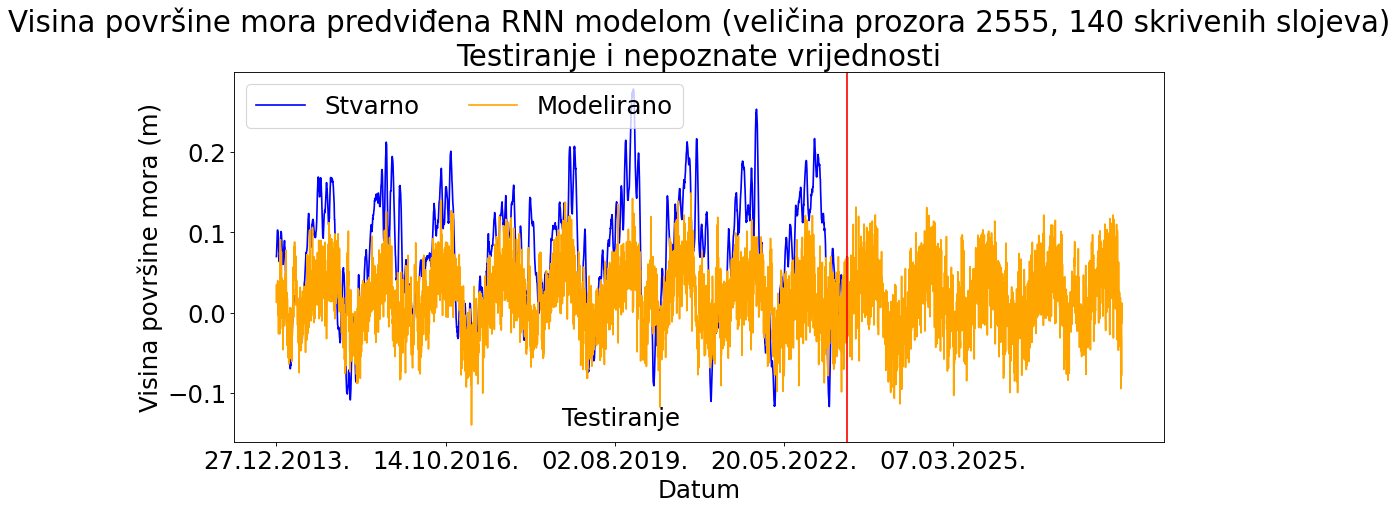 Visina površine mora predviđena RNN modelom (veličina prozora 2555, 140 skrivenih slojeva)
Testiranje i nepoznate vrijednosti
Stvarno
Modelirano
Visina površine mora (m)
0.2
0.1
0.0
−0.1
Testiranje
27.12.2013.
14.10.2016.
02.08.2019.
20.05.2022.
07.03.2025.
Datum